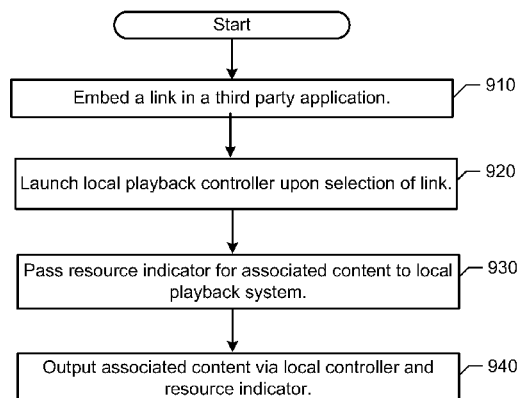 Start
Embed a link in a third party application.
910
Launch local playback controller upon selection of link.
920
Pass resource indicator for associated content to local
playback system.
930
Output associated content via local controller and
resource indicator.
940